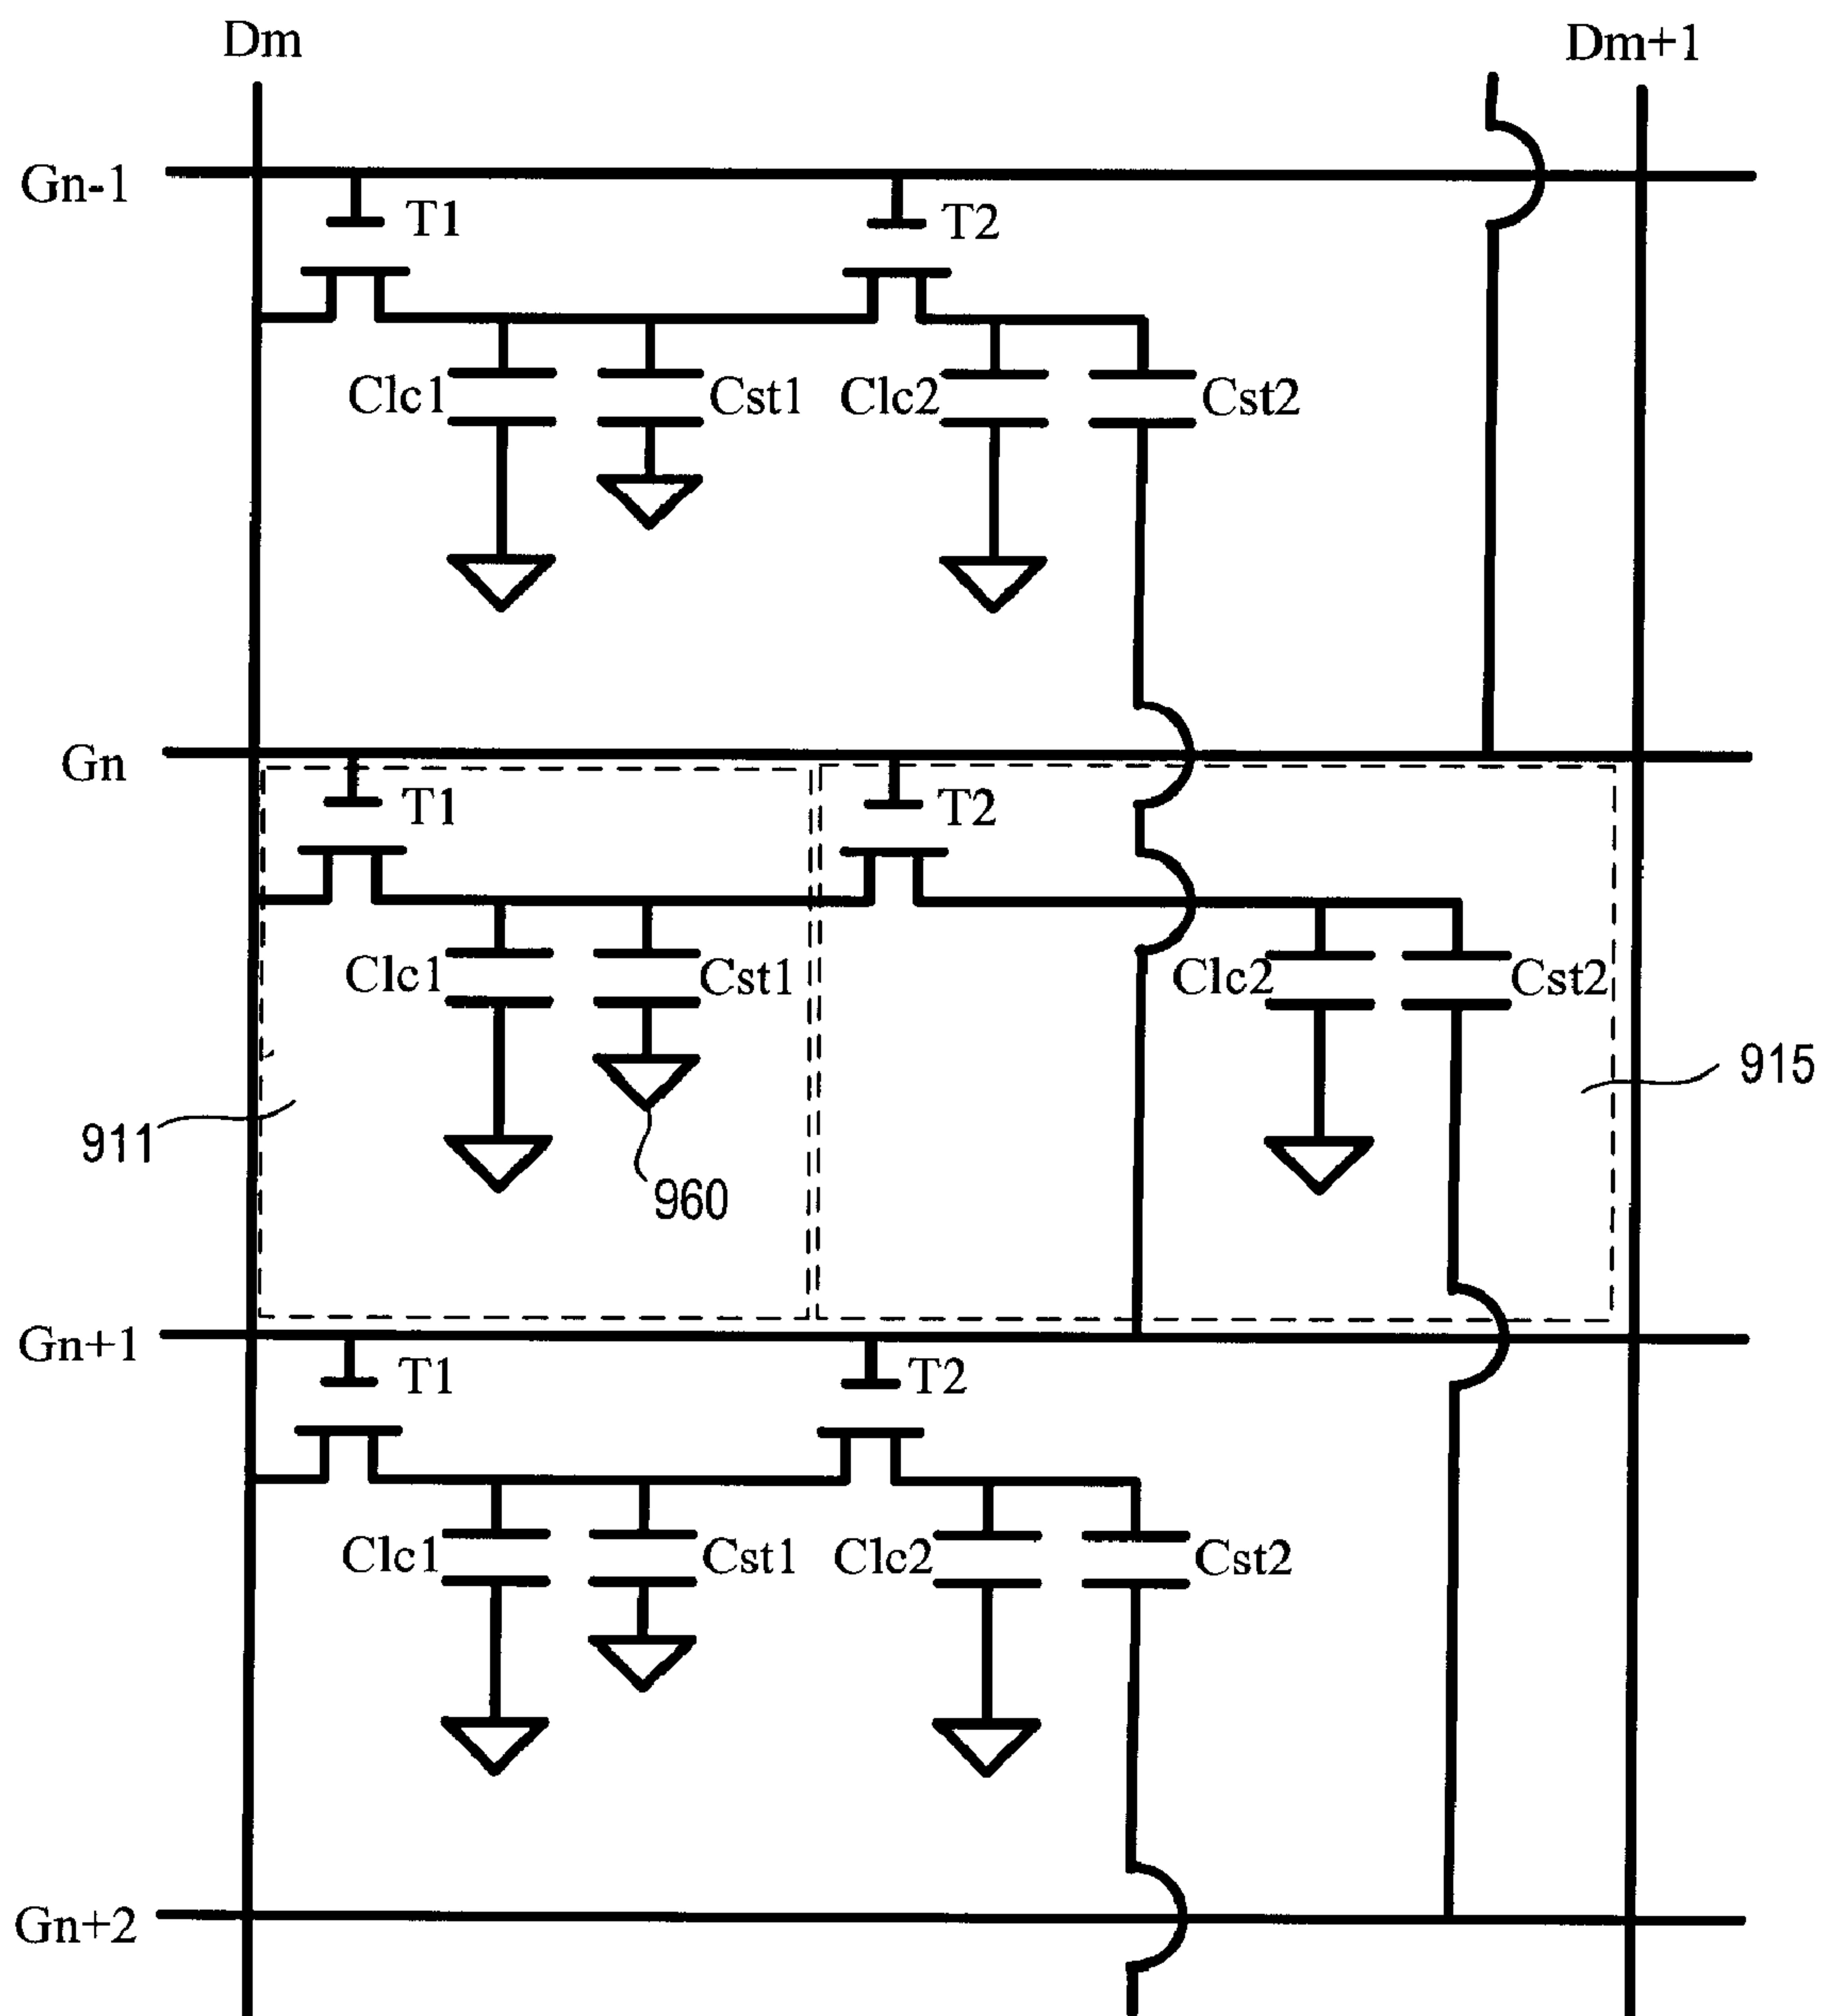 Dm
Dm+1
Gn-1
T1
T2
Clc1
Cst1
Clc2
Cst2
Gn
T1
T2
Clc1
Cst1
Clc2
Cst2
915
911
960
Gn+1
T1
T2
Clc1
Cst1
Clc2
Cst2
Gn+2